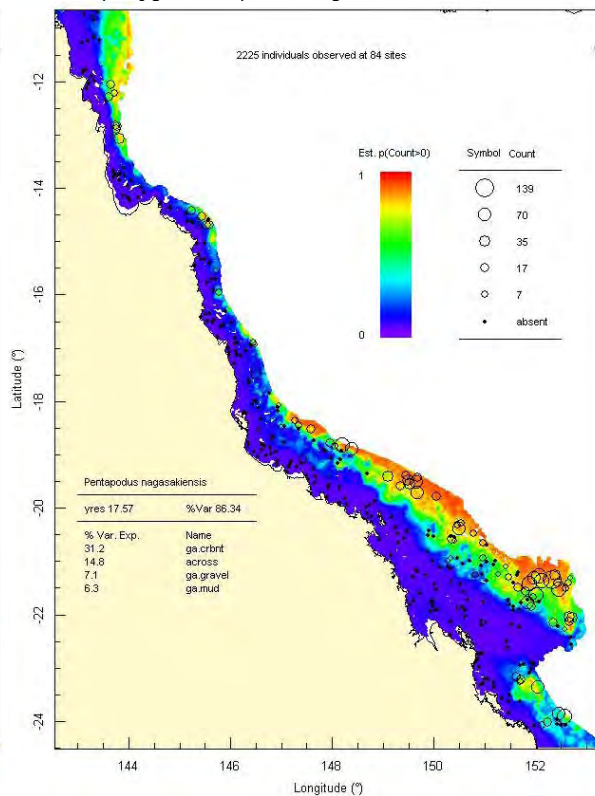 2225 individuals observed at 84 sites
Est. p(Count>0)
1
0
Symbol Count
139
70
35
17
7
absent
-12
-14
-16
-18
-20
-22
-24
Latitude (°)
Pentapodus nagasakiensis
yres 17.57 %Var 86.34
% Var. Exp. Name
31.2 ga.crbnt
14.8 across
7.1 ga.gravel
6.3 ga.mud
144 146 148 150 152
Longitude (°)